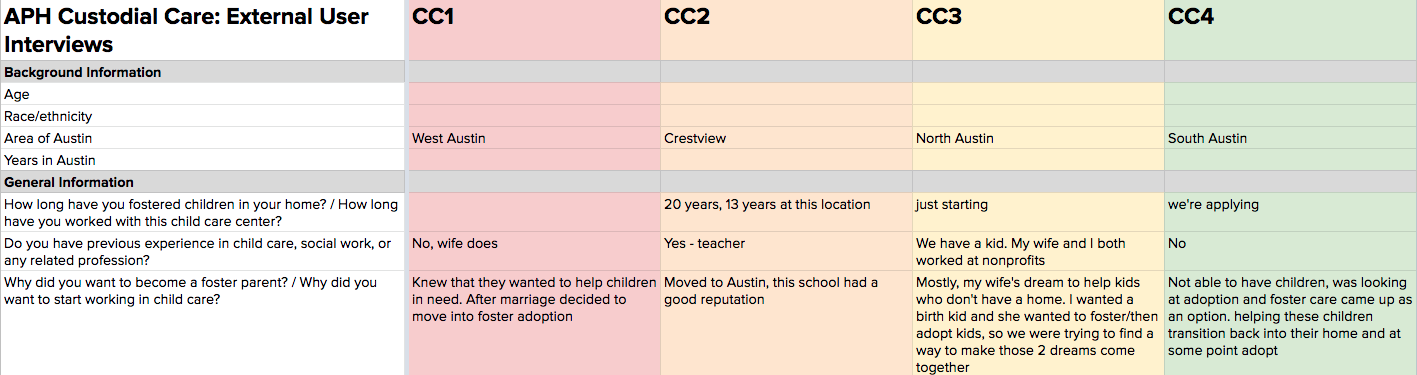 APH Custodial Care: External User
Interviews
CC1
CC2
CC3
CC4
Background Information
Age
Race/ethnicity
Area of Austin
West Austin
Crestview
North Austin
South Austin
Years in Austin
General Information
How long have you fostered children in your home? / How long
have you worked with this child care center?
20 years, 13 years at this location
just starting
we're applying
Do you have previous experience in child care, social work, or
any related profession?
No, wife does
Yes - teacher
We have a kid. My wife and I both
worked at nonprofits
No
Why did you want to become a foster parent? / Why did you
want to start working in child care?
Knew that they wanted to help children
in need. After marriage decided to
move into foster adoption
Moved to Austin, this school had a
good reputation
Mostly, my wife's dream to help kids
who don't have a home. I wanted a
birth kid and she wanted to foster/then
adopt kids, so we were trying to find a
way to make those 2 dreams come
together
Not able to have children, was looking
at adoption and foster care came up as
an option. helping these children
transition back into their home and at
some point adopt